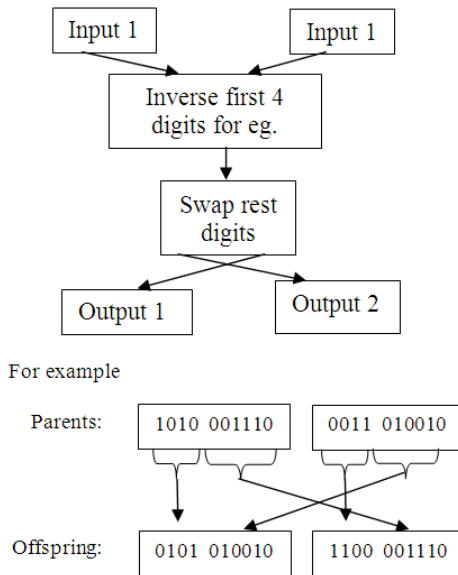 Input 1
Input 1
Inverse first 4
digits for eg.
Swap rest
digits
Output 1
Output 2
For example
Parents:
1010 001110
0011 010010
Offspring:
0101 010010
1100 001110